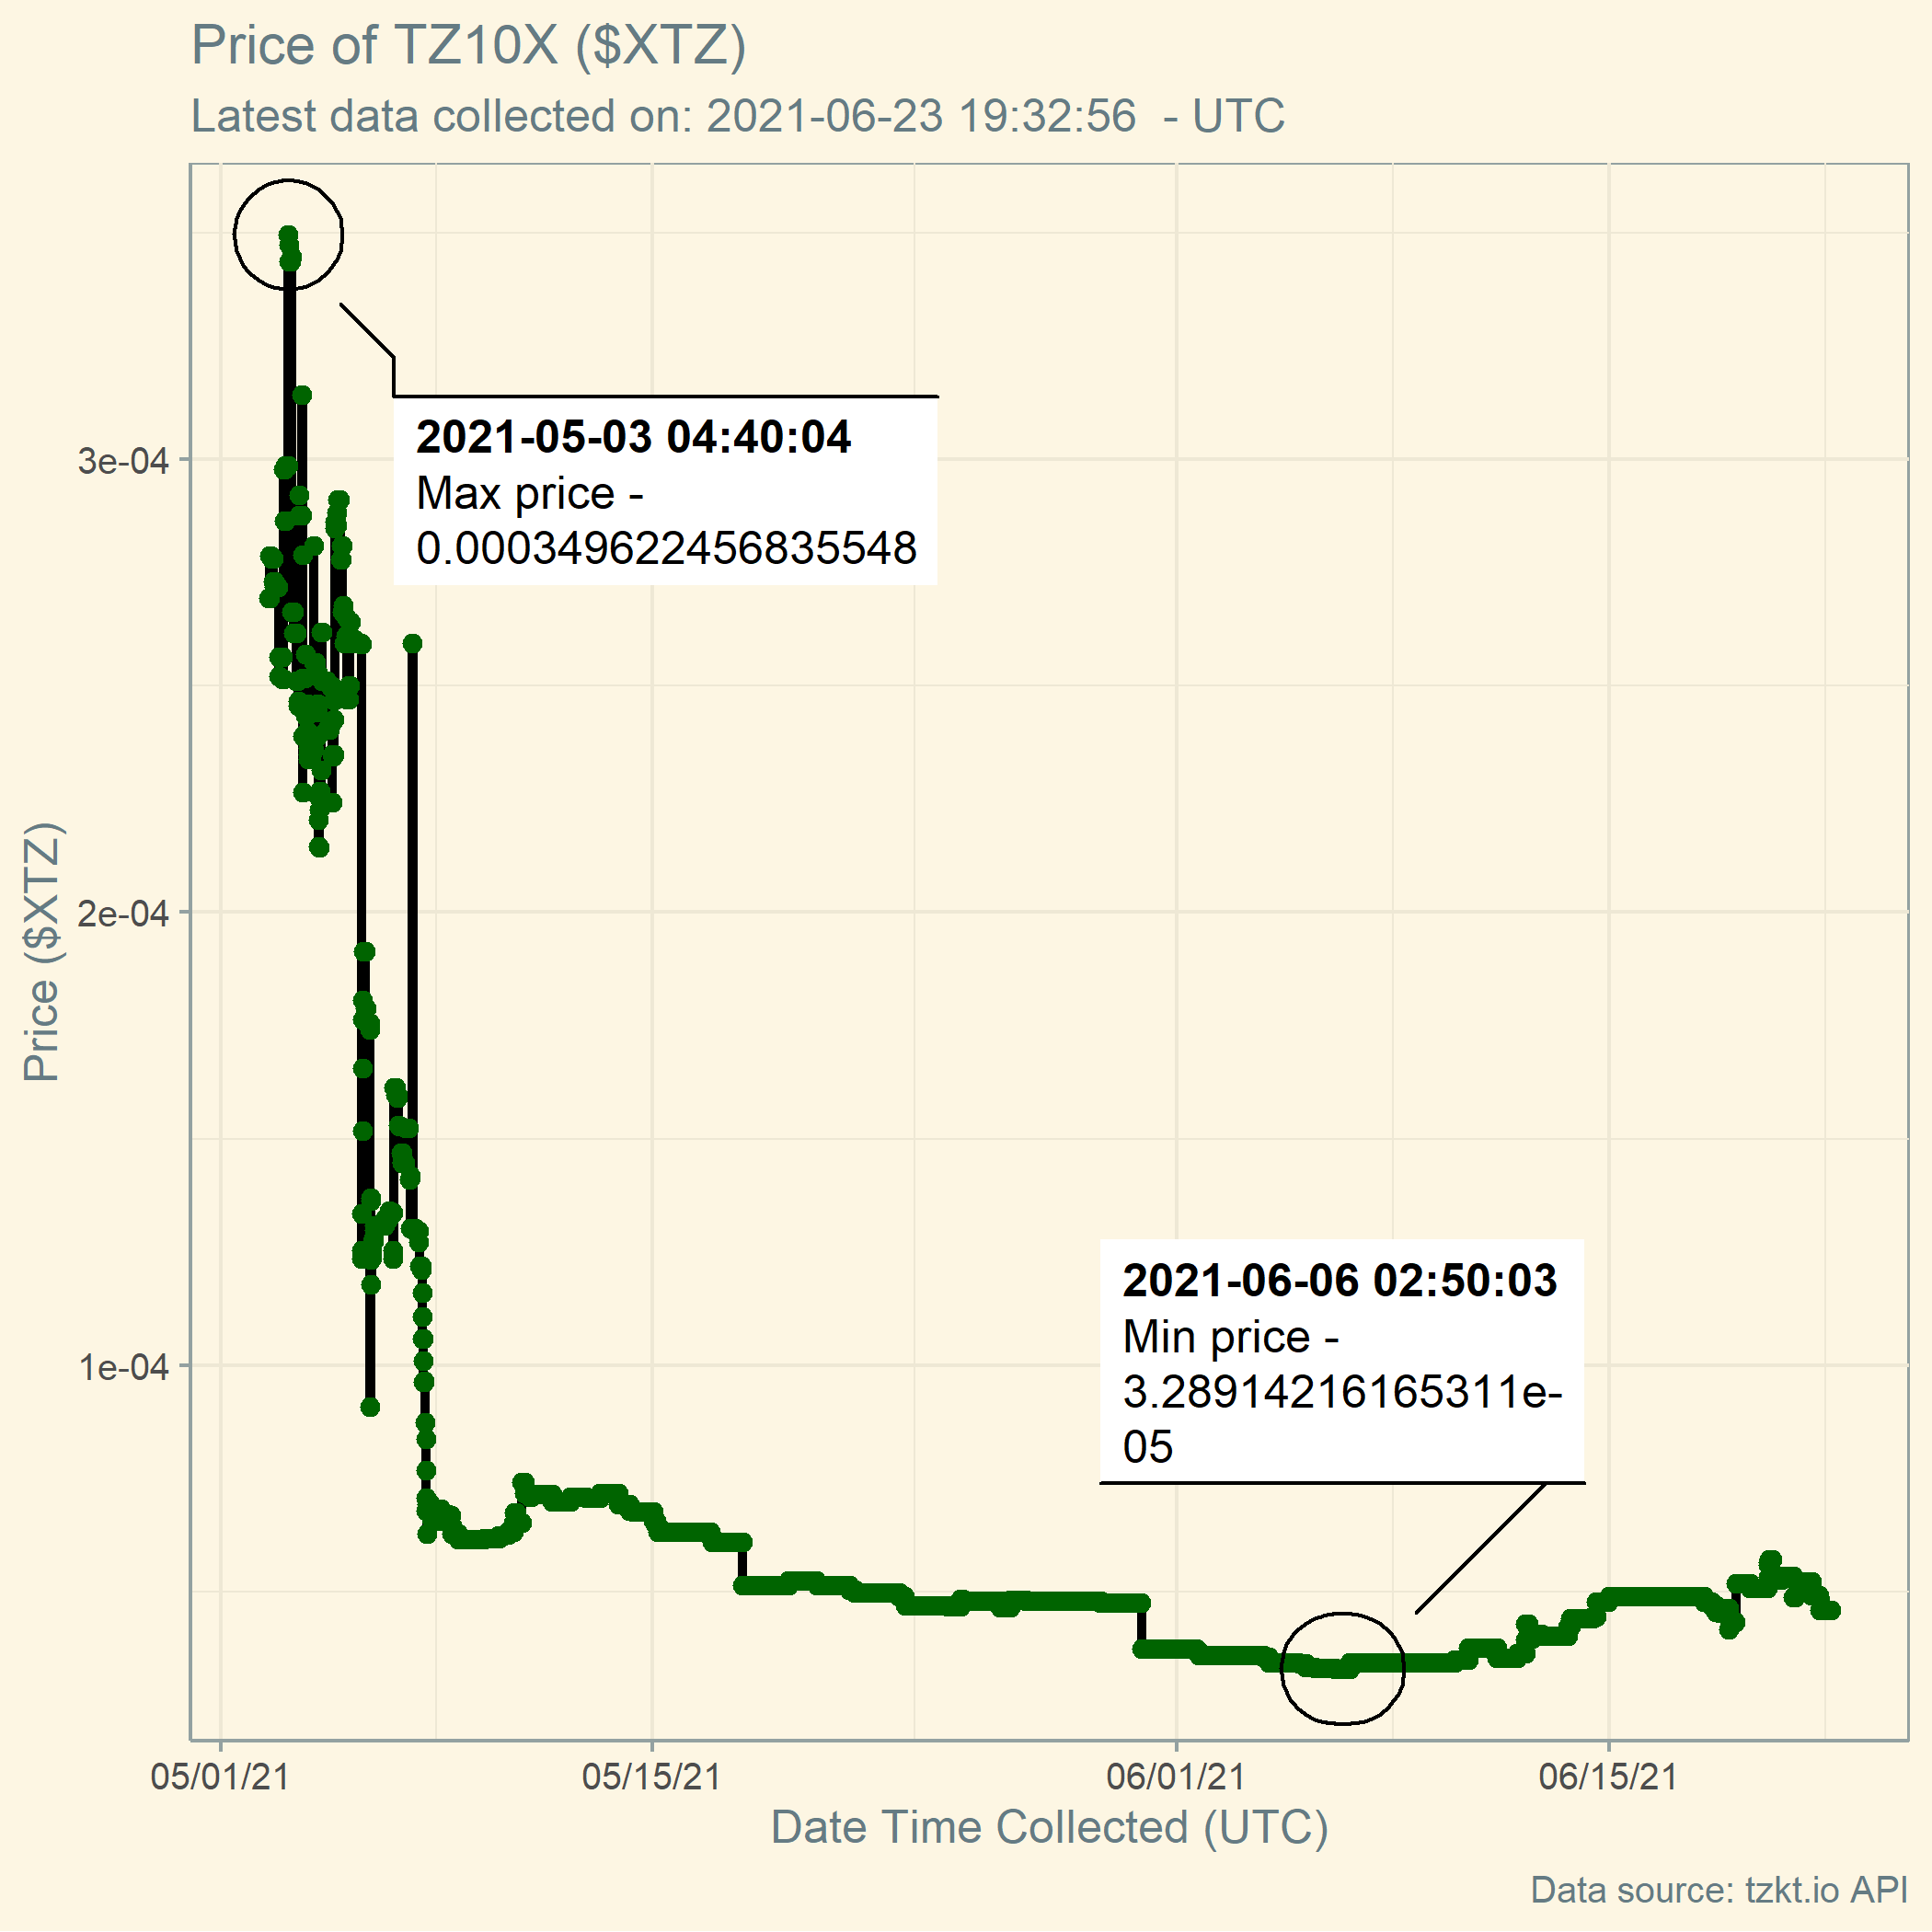 Price of TZ10X ($XTZ)
Latest data collected on: 2021-06-23 19:32:56  - UTC
2021-05-03 04:40:04
Max price -
0.000349622456835548
3e-04
2e-04
1e-04
Price ($XTZ)
2021-06-06 02:50:03
Min price -
3.28914216165311e-
05
05/01/21
05/15/21
06/01/21
06/15/21
Date Time Collected (UTC)
Data source: tzkt.io API